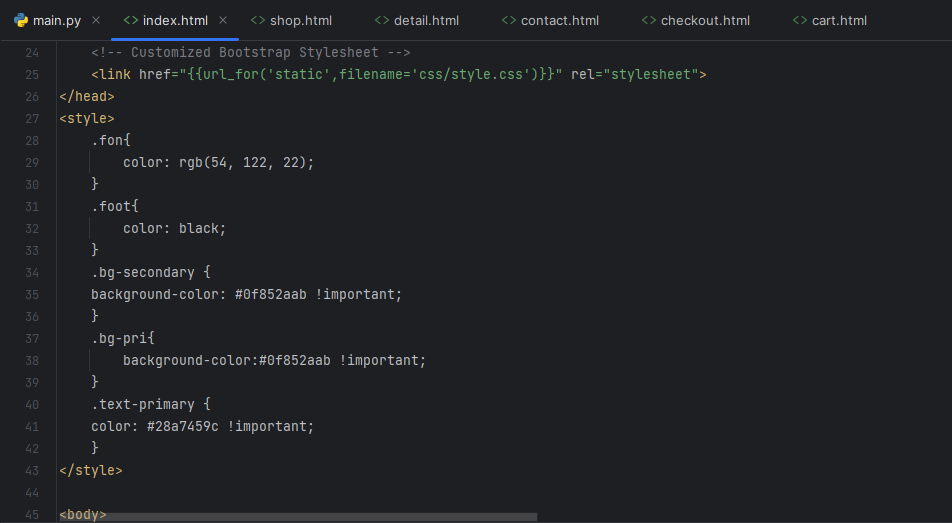 main.py index.html shop.html detail.html contact.html checkout.html cart.html
24 <!-- Customized Bootstrap Stylesheet -->
25 <link href="{{url_for('static',filename='css/style.css')}}" rel="stylesheet">
26 </head>
27 <style>
28 .fon{
29 color: rgb(54, 122, 22);
30 }
31 .foot{
32 color: black;
33 }
34 .bg-secondary {
35 background-color: #0f852aab !important;
36 }
37 .bg-pri{
38 background-color:#0f852aab !important;
39 }
40 .text-primary {
41 color: #28a7459c !important;
42 }
43 </style>
44
45 <body>